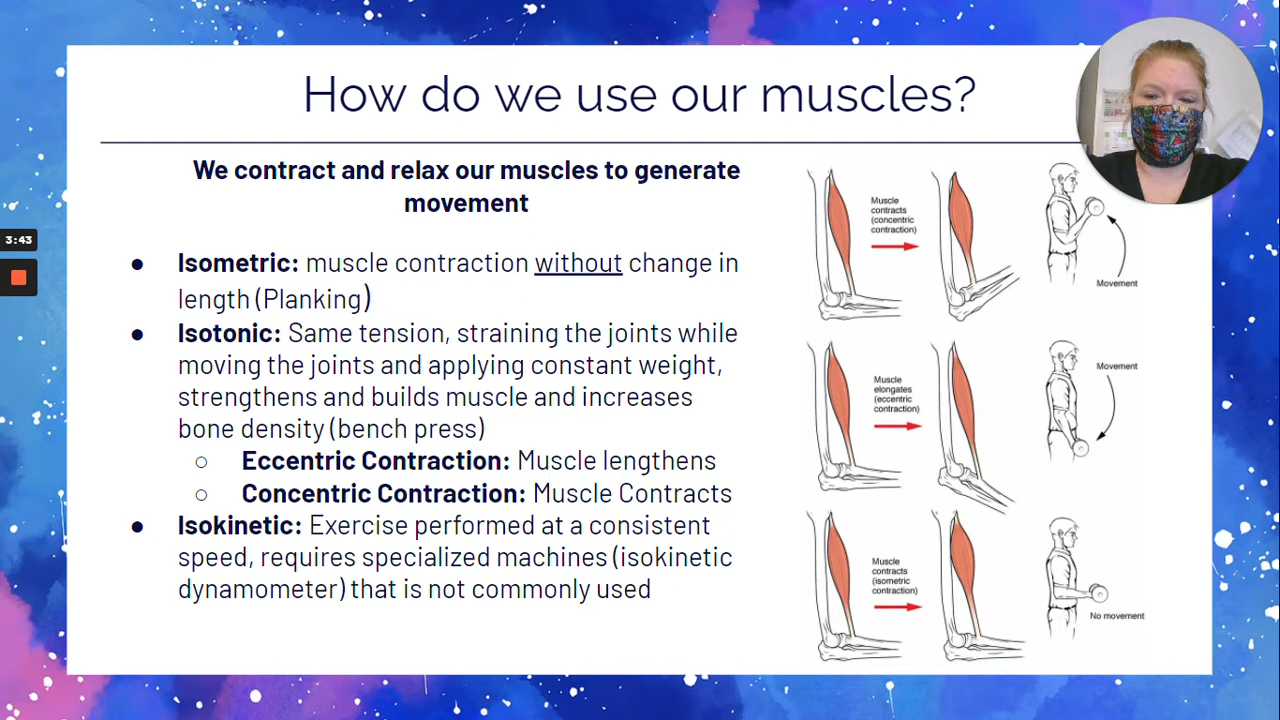 How do we use our muscles?
We contract and relax our muscles to generate
movement
3:43
● Isometric: muscle contraction without change in
length (Planking)
● Isotonic: Same tension, straining the joints while
moving the joints and applying constant weight,
strengthens and builds muscle and increases
bone density (bench press)
○ Eccentric Contraction: Muscle lengthens
○ Concentric Contraction: Muscle Contracts
● Isokinetic: Exercise performed at a consistent
speed, requires specialized machines (isokinetic
dynamometer) that is not commonly used
Muscle
contracts
(concentric
contraction)
Movement
Muscle
elongates
(eccentric
contraction)
Movement
Muscle
contracts
(isometric
contraction)
No movement